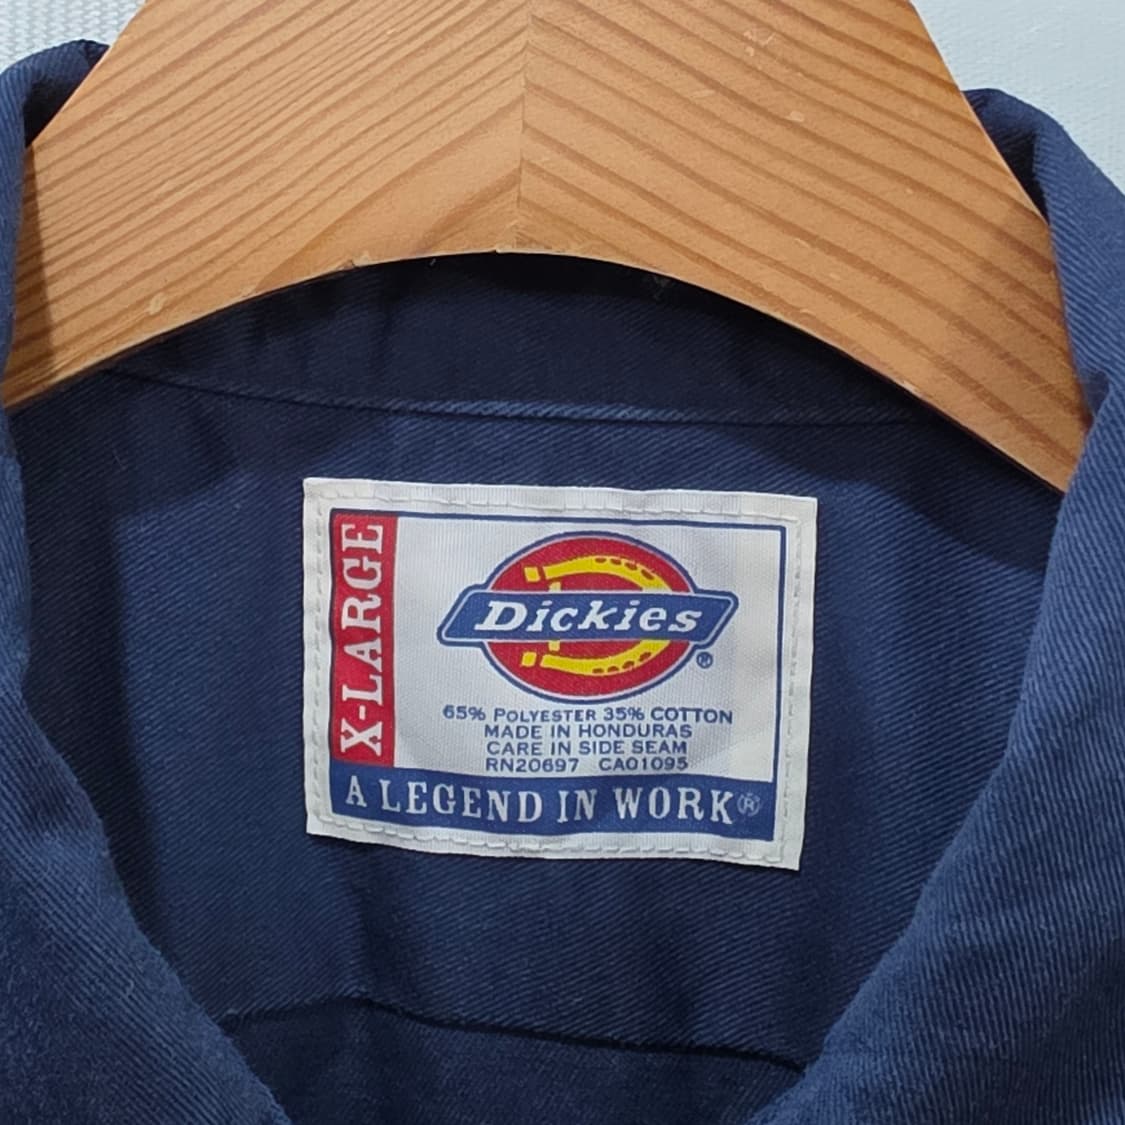 X-LARGE
Dickies®
65% POLYESTER 35% COTTON
MADE IN HONDURAS
CARE IN SIDE SEAM
RN20697 CA01095
A LEGEND IN WORK®